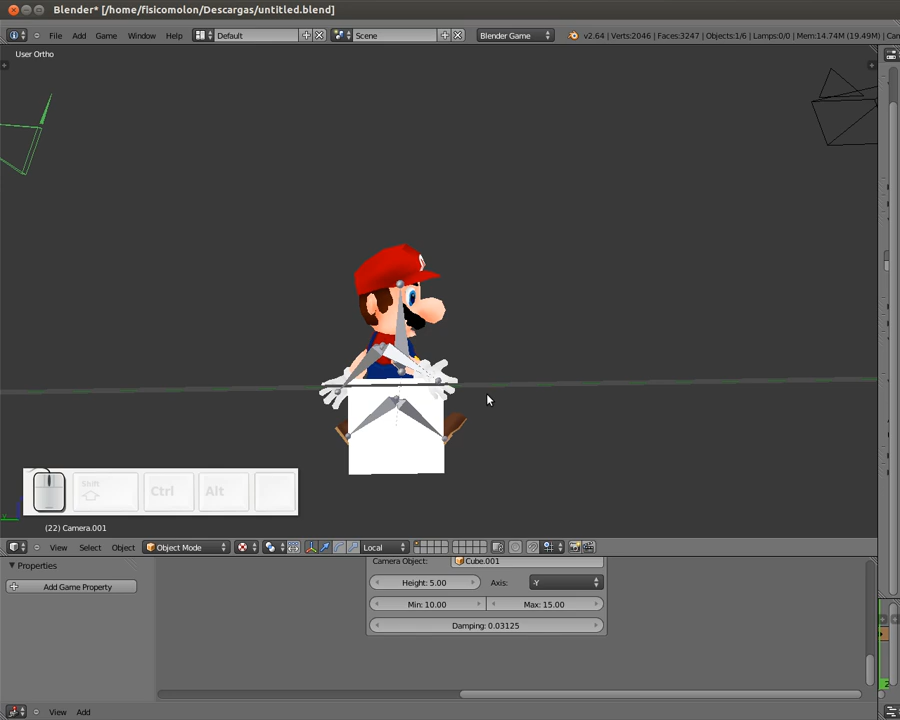 Blender* [/home/fisicomolon/Descargas/untitled.blend]
File Add Game Window Help Default Scene Blender Game v2.64 | Verts:2046 | Faces:3247 | Objects:1/6 | Lamps:0/0 | Mem:14.74M (19.49M) | Can
User Ortho
M
Shift Ctrl Alt
(22) Camera.001
View Select Object Object Mode Local
Properties
Camera Object: Cube.001
Add Game Property
Height: 5.00 Axis: -Y
Min: 10.00 Max: 15.00
Damping: 0.03125
View Add